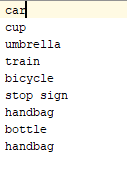 car
cup
umbrella
train
bicycle
stop sign
handbag
bottle
handbag